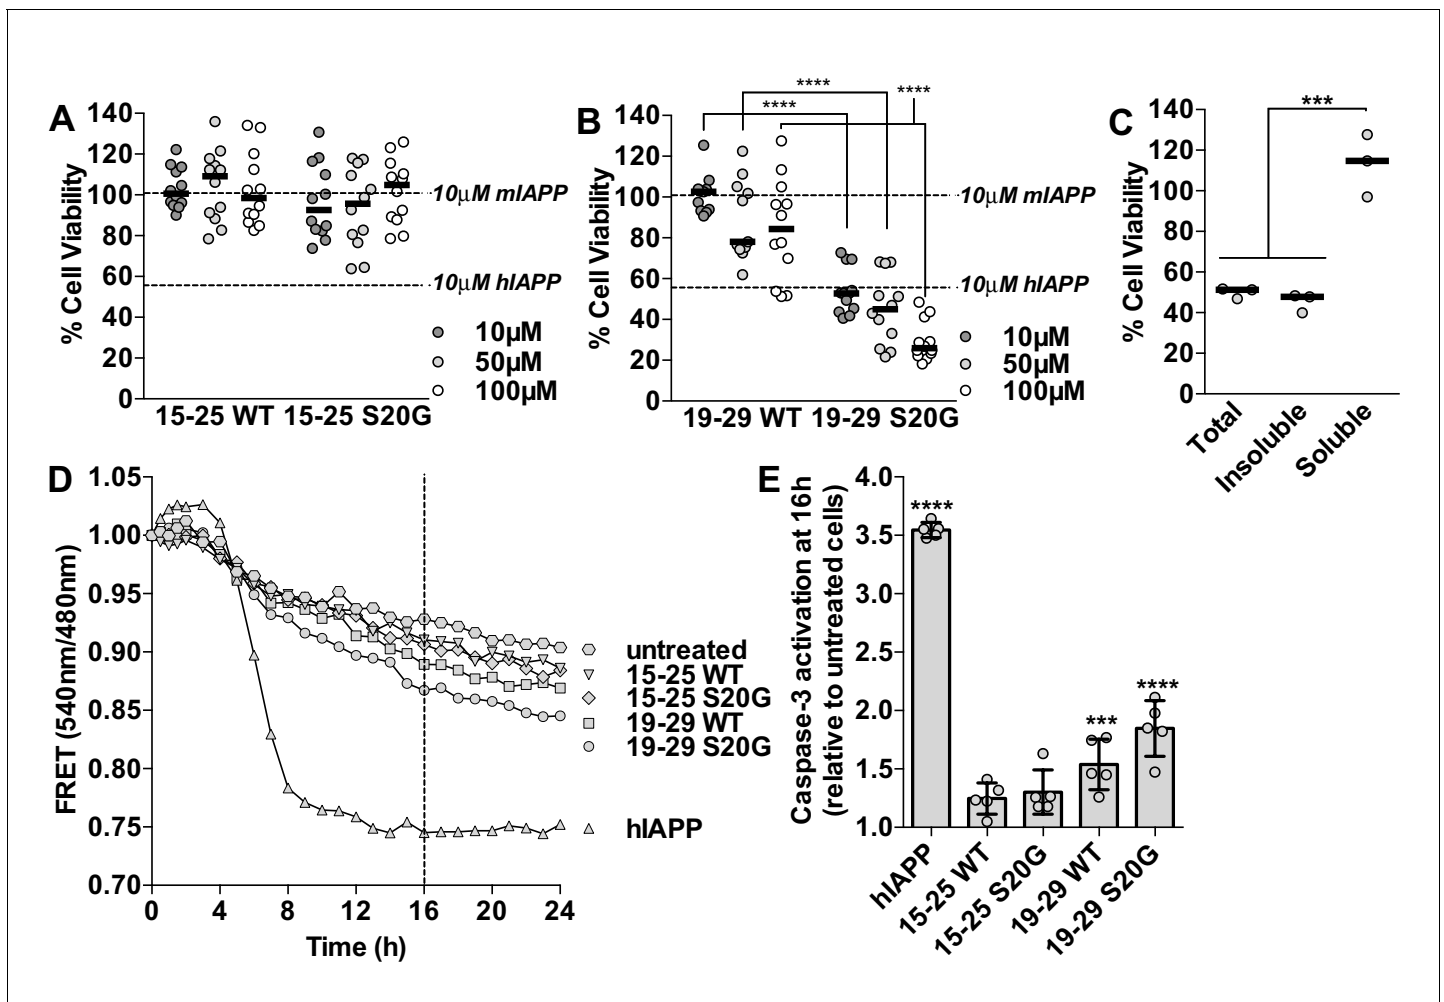 A
% Cell Viability
140
120
100
80
60
40
20
0
10µM mIAPP
10µM hIAPP
10µM
50µM
100µM
15-25 WT 15-25 S20G
B
% Cell Viability
140
120
100
80
60
40
20
0
****
****
****
10µM mIAPP
10µM hIAPP
10µM
50µM
100µM
19-29 WT 19-29 S20G
C
% Cell Viability
140
120
100
80
60
40
20
0
***
Total
Insoluble
Soluble
D
FRET (540nm/480nm)
1.05
1.00
0.95
0.90
0.85
0.80
0.75
0.70
0 4 8 12 16 20 24
Time (h)
untreated
15-25 WT
15-25 S20G
19-29 WT
19-29 S20G
hIAPP
E
Caspase-3 activation at 16h
(relative to untreated cells)
4.0
3.5
3.0
2.5
2.0
1.5
1.0
****
***
****
hIAPP
15-25 WT
15-25 S20G
19-29 WT
19-29 S20G